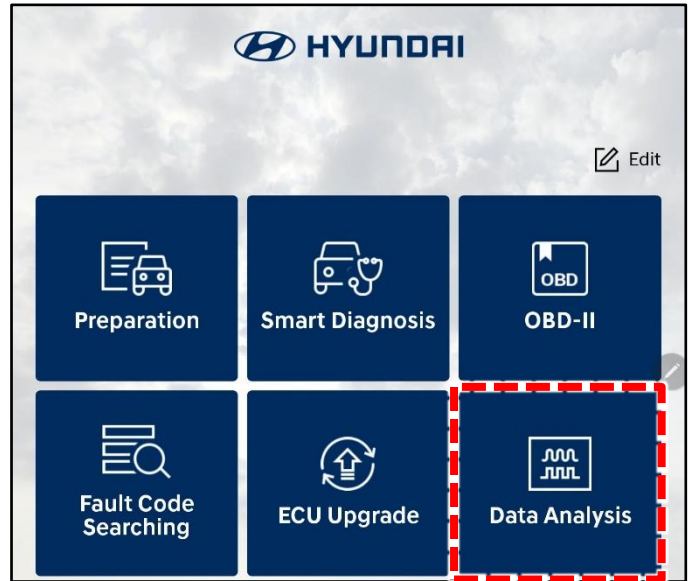 HYUNDAI
Edit
Preparation
Smart Diagnosis
OBD
OBD-II
Fault Code
Searching
ECU Upgrade
Data Analysis